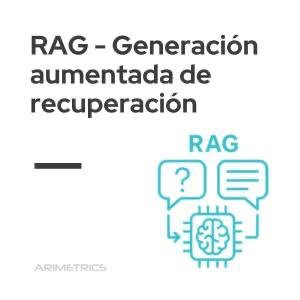 RAG - Generación
aumentada de
recuperación
RAG
?
ARIMETRICS